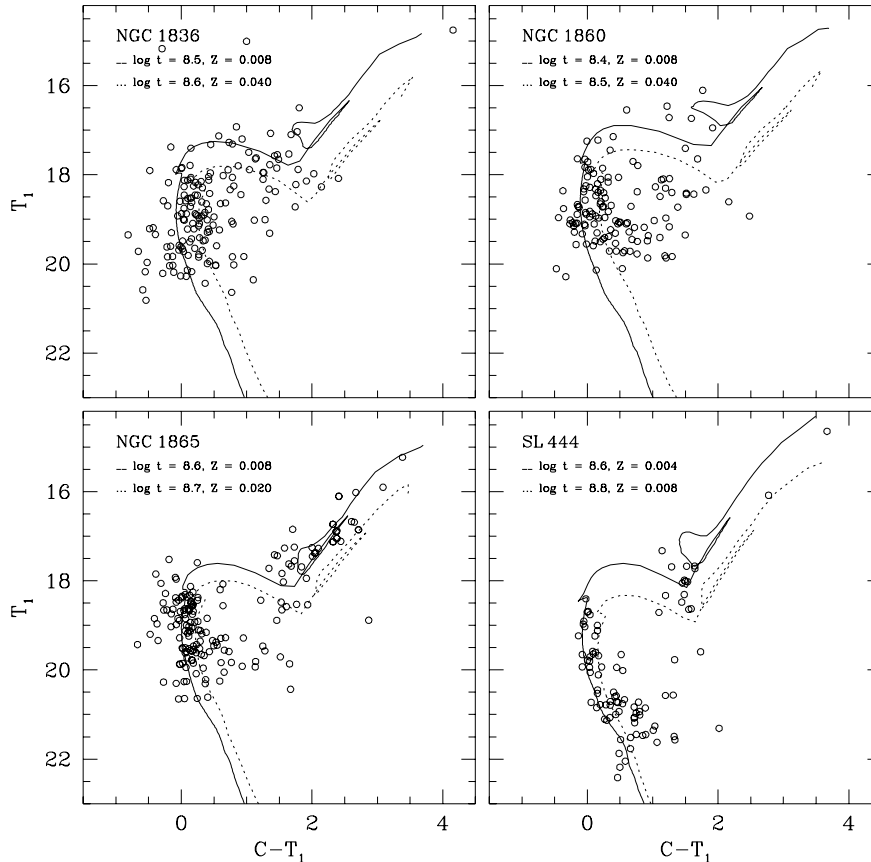 NGC 1836
__ log t = 8.5, Z = 0.008
... log t = 8.6, Z = 0.040
NGC 1860
__ log t = 8.4, Z = 0.008
... log t = 8.5, Z = 0.040
16
18
20
22
T1
NGC 1865
__ log t = 8.6, Z = 0.008
... log t = 8.7, Z = 0.020
SL 444
__ log t = 8.6, Z = 0.004
... log t = 8.8, Z = 0.008
16
18
20
22
T1
0 2 4
0 2 4
C−T1
C−T1